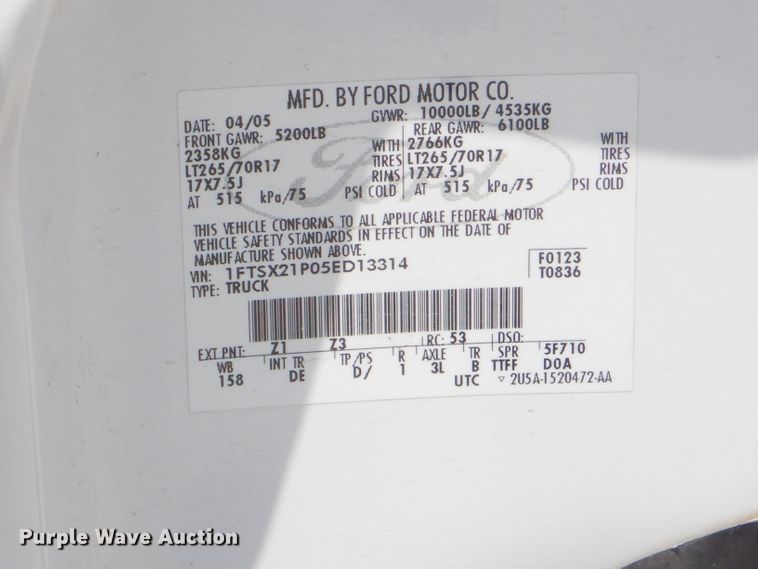 MFD. BY FORD MOTOR CO.
DATE: 04/05 GVWR: 10000LB/ 4535KG
FRONT GAWR: 5200LB REAR GAWR: 6100LB
2358KG WITH 2766KG WITH
LT265/70R17 TIRES LT265/70R17 TIRES
17X7.5J RIMS 17X7.5J RIMS
AT 515 kPa/75 PSI COLD AT 515 kPa/75 PSI COLD
Ford
THIS VEHICLE CONFORMS TO ALL APPLICABLE FEDERAL MOTOR
VEHICLE SAFETY STANDARDS IN EFFECT ON THE DATE OF
MANUFACTURE SHOWN ABOVE.
VIN: 1FTSX21P05ED13314 F0123
TYPE: TRUCK T0836
EXT PNT: Z1 Z3 RC: 53 DSO:
WB INT TR TP/PS R AXLE TR SPR 5F710
158 DE D/ 1 3L B TTFF D0A
UTC ▽ 2U5A-1520472-AA
Purple Wave Auction